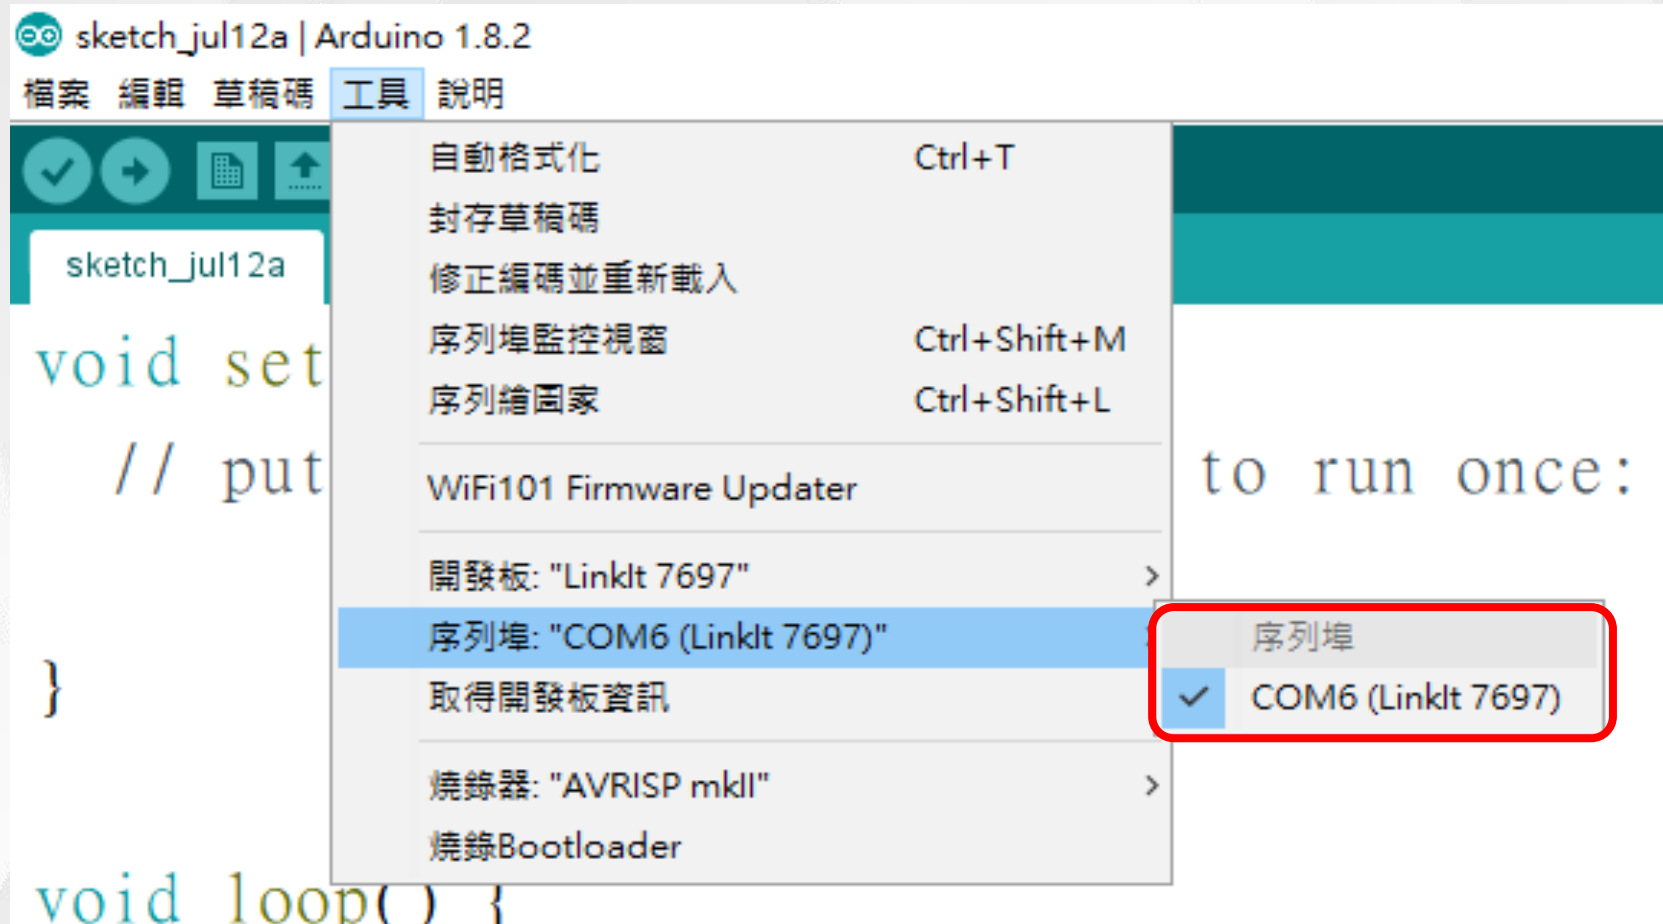 sketch_jul12a | Arduino 1.8.2
檔案 編輯 草稿碼 工具 說明
自動格式化 Ctrl+T
封存草稿碼
sketch_jul12a
修正編碼並重新載入
序列埠監控視窗 Ctrl+Shift+M
void set
序列繪圖家 Ctrl+Shift+L
// put to run once:
WiFi101 Firmware Updater
開發板: "LinkIt 7697"
序列埠: "COM6 (LinkIt 7697)"
序列埠
}
取得開發板資訊
COM6 (LinkIt 7697)
燒錄器: "AVRISP mkII"
燒錄Bootloader
void loop() {